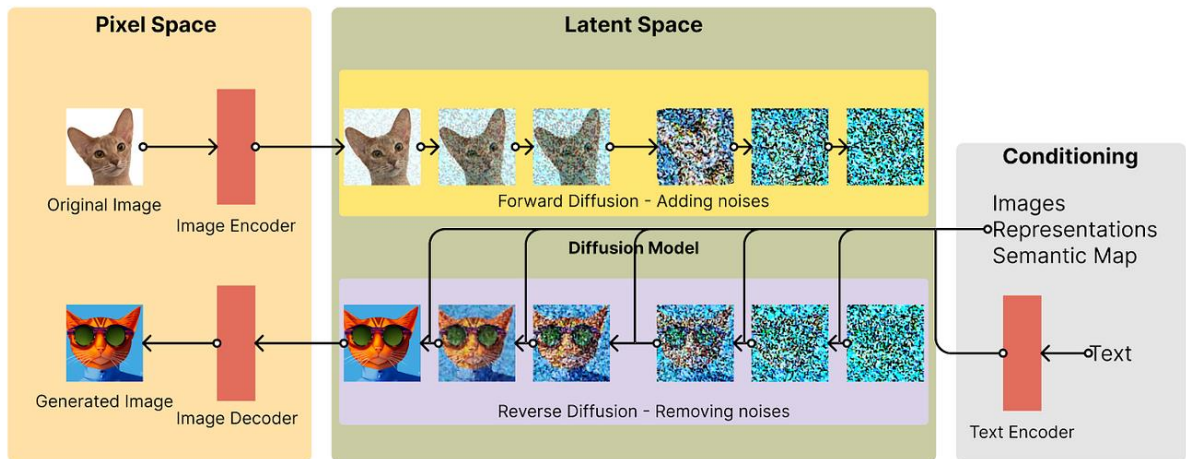 Pixel Space
Latent Space
Original Image
Image Encoder
Forward Diffusion - Adding noises
Conditioning
Images
Representations
Semantic Map
Diffusion Model
Generated Image
Image Decoder
Reverse Diffusion - Removing noises
Text
Text Encoder